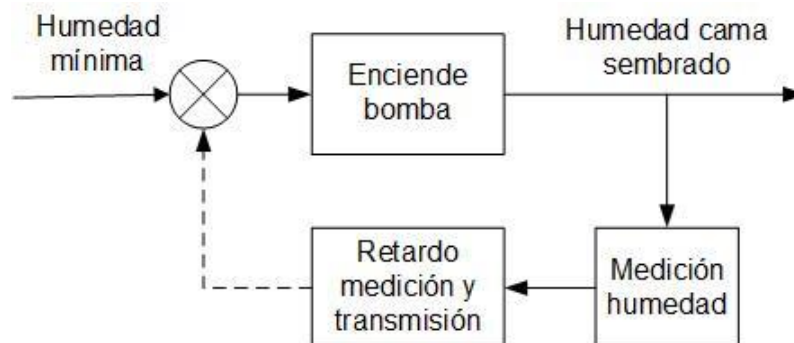 Humedad
mínima
Enciende
bomba
Humedad cama
sembrado
Retardo
medición y
transmisión
Medición
humedad